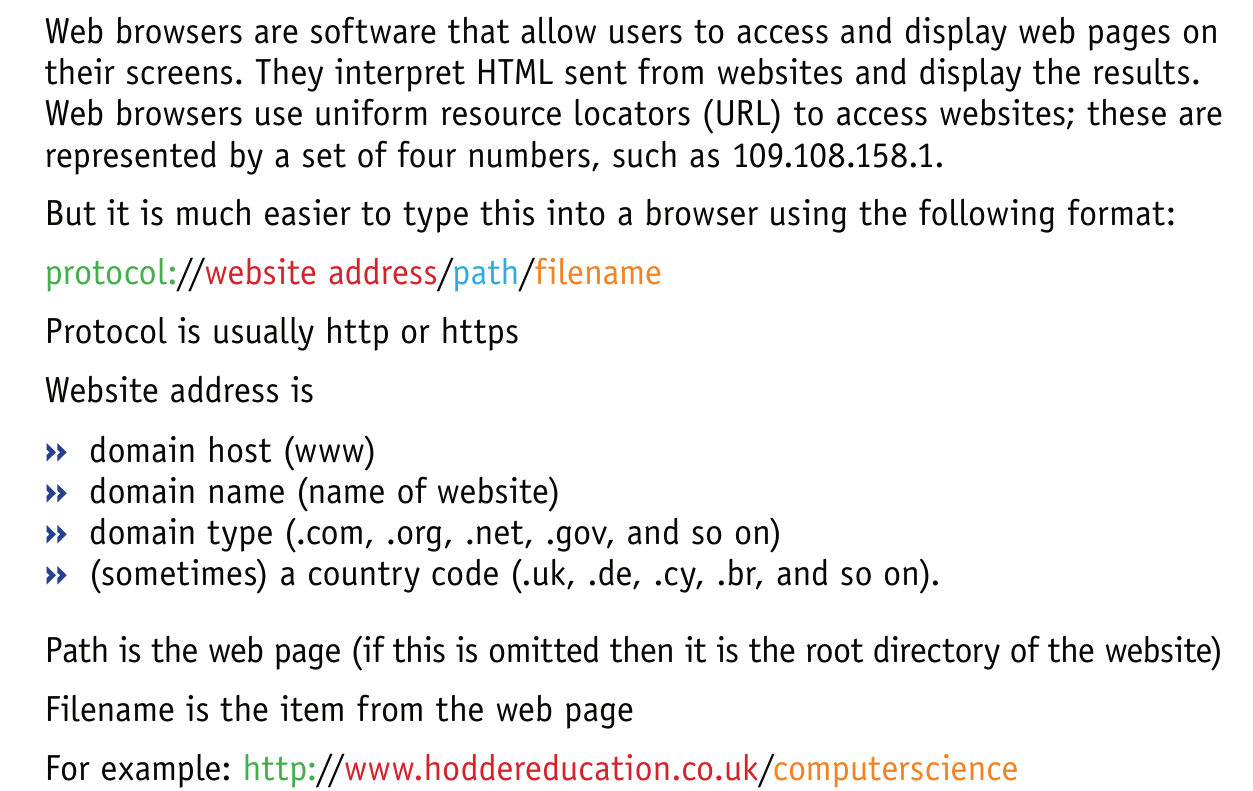 Web browsers are software that allow users to access and display web pages on
their screens. They interpret HTML sent from websites and display the results.
Web browsers use uniform resource locators (URL) to access websites; these are
represented by a set of four numbers, such as 109.108.158.1.
But it is much easier to type this into a browser using the following format:
protocol://website address/path/filename
Protocol is usually http or https
Website address is
» domain host (www)
» domain name (name of website)
» domain type (.com, .org, .net, .gov, and so on)
» (sometimes) a country code (.uk, .de, .cy, .br, and so on).
Path is the web page (if this is omitted then it is the root directory of the website)
Filename is the item from the web page
For example: http://www.hoddereducation.co.uk/computerscience